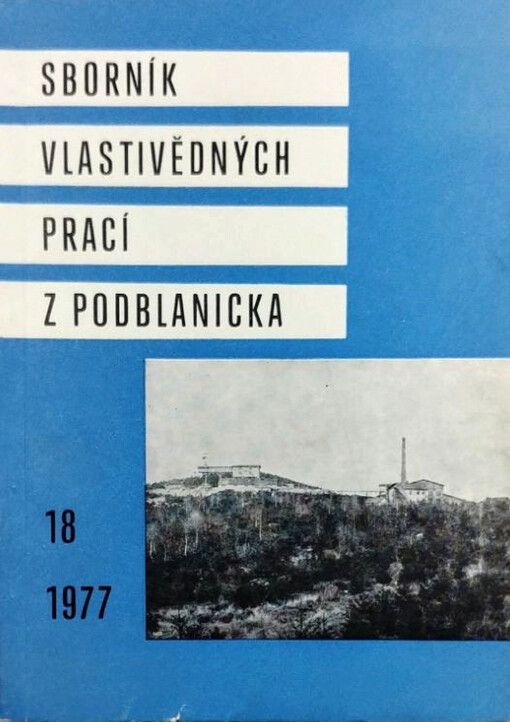 SBORNÍK
VLASTIVĚDNÝCH
PRACÍ
Z PODBLANICKA
18
1977